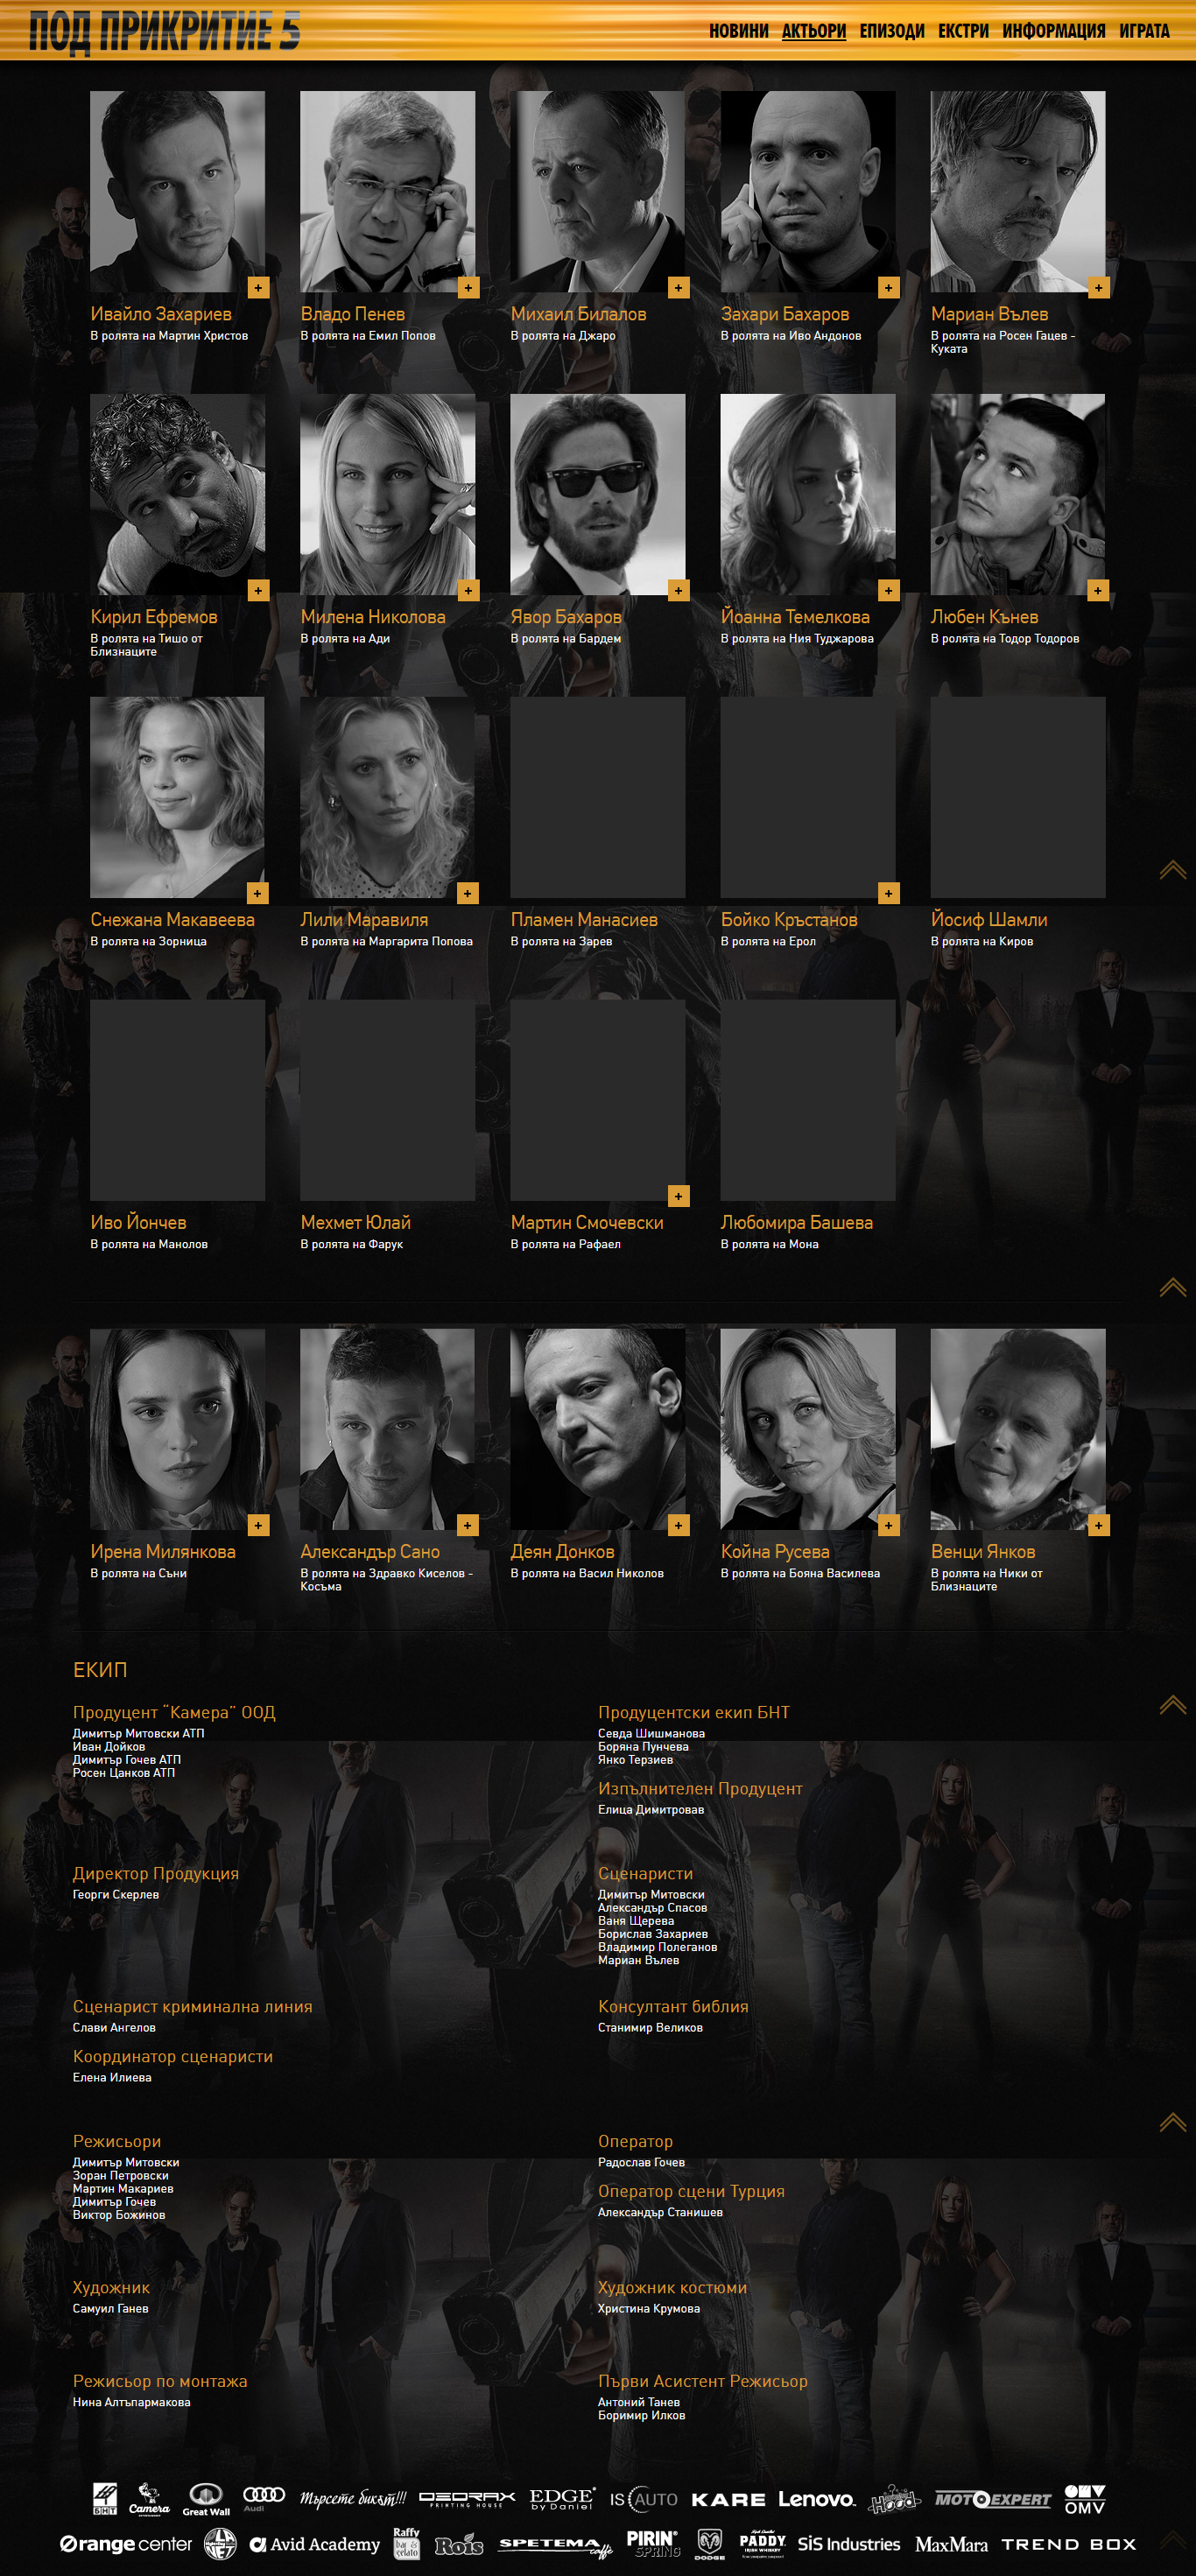 ПОД ПРИКРИТИЕ 5
НОВИНИ АКТЬОРИ ЕПИЗОДИ ЕКСТРИ ИНФОРМАЦИЯ ИГРАТА
Ивайло Захариев
В ролята на Мартин Христов
Владо Пенев
В ролята на Емил Попов
Михаил Билалов
В ролята на Джаро
Захари Бахаров
В ролята на Иво Андонов
Мариан Вълев
В ролята на Росен Гацев -
Куката
Кирил Ефремов
В ролята на Тишо от
Близнаците
Милена Николова
В ролята на Ади
Явор Бахаров
В ролята на Бардем
Йоанна Темелкова
В ролята на Ния Туджарова
Любен Кънев
В ролята на Тодор Тодоров
Снежана Макавеева
В ролята на Зорница
Лили Маравиля
В ролята на Маргарита Попова
Пламен Манасиев
В ролята на Зарев
Бойко Кръстанов
В ролята на Ерол
Йосиф Шамли
В ролята на Киров
Иво Йончев
В ролята на Манолов
Мехмет Юлай
В ролята на Фарук
Мартин Смочевски
В ролята на Рафаел
Любомира Башева
В ролята на Мона
Ирена Милянкова
В ролята на Съни
Александър Сано
В ролята на Здравко Киселов -
Косъма
Деян Донков
В ролята на Васил Николов
Койна Русева
В ролята на Бояна Василева
Венци Янков
В ролята на Ники от
Близнаците
ЕКИП
Продуцент “Камера” ООД
Димитър Митовски АТП
Иван Дойков
Димитър Гочев АТП
Росен Цанков АТП
Продуцентски екип БНТ
Севда Шишманова
Боряна Пунчева
Янко Терзиев
Изпълнителен Продуцент
Елица Димитровав
Директор Продукция
Георги Скерлев
Сценаристи
Димитър Митовски
Александър Спасов
Ваня Щерева
Борислав Захариев
Владимир Полеганов
Мариан Вълев
Сценарист криминална линия
Слави Ангелов
Координатор сценаристи
Елена Илиева
Консултант библия
Станимир Великов
Режисьори
Димитър Митовски
Зоран Петровски
Мартин Макариев
Димитър Гочев
Виктор Божинов
Оператор
Радослав Гочев
Оператор сцени Турция
Александър Станишев
Художник
Самуил Ганев
Художник костюми
Христина Крумова
Режисьор по монтажа
Нина Алтъпармакова
Първи Асистент Режисьор
Антоний Танев
Боримир Илков
БНТ Camera Great Wall Audi Търсете бикът!!! DEDRAX PRINTING HOUSE EDGE by Daniel IS AUTO KARE Lenovo HOOD MOTOEXPERT OMV
Orange center Avid Academy Raffy bar & gelato Rois SPETEMA caffe PIRIN SPRING DODGE PADDY IRISH WHISKEY SiS Industries MaxMara TREND BOX